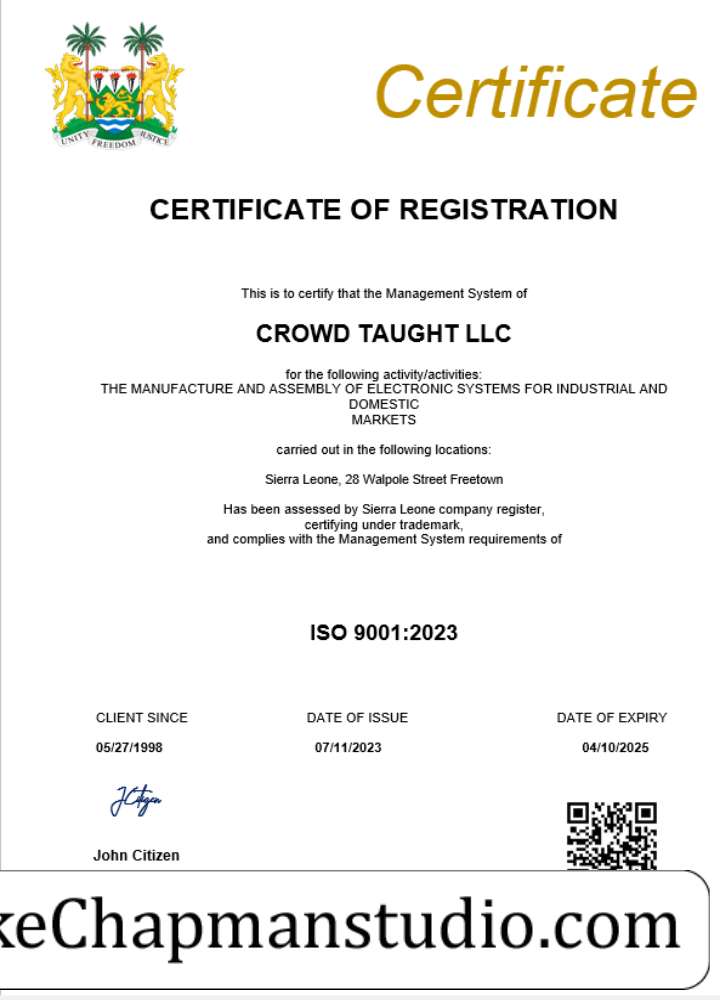 UNITY
FREEDOM
JUSTICE
Certificate
CERTIFICATE OF REGISTRATION
This is to certify that the Management System of
CROWD TAUGHT LLC
for the following activity/activities:
THE MANUFACTURE AND ASSEMBLY OF ELECTRONIC SYSTEMS FOR INDUSTRIAL AND
DOMESTIC
MARKETS
carried out in the following locations:
Sierra Leone, 28 Walpole Street Freetown
Has been assessed by Sierra Leone company register,
certifying under trademark,
and complies with the Management System requirements of
ISO 9001:2023
CLIENT SINCE DATE OF ISSUE DATE OF EXPIRY
05/27/1998 07/11/2023 04/10/2025
JCitizen
John Citizen
keChapmanstudio.com